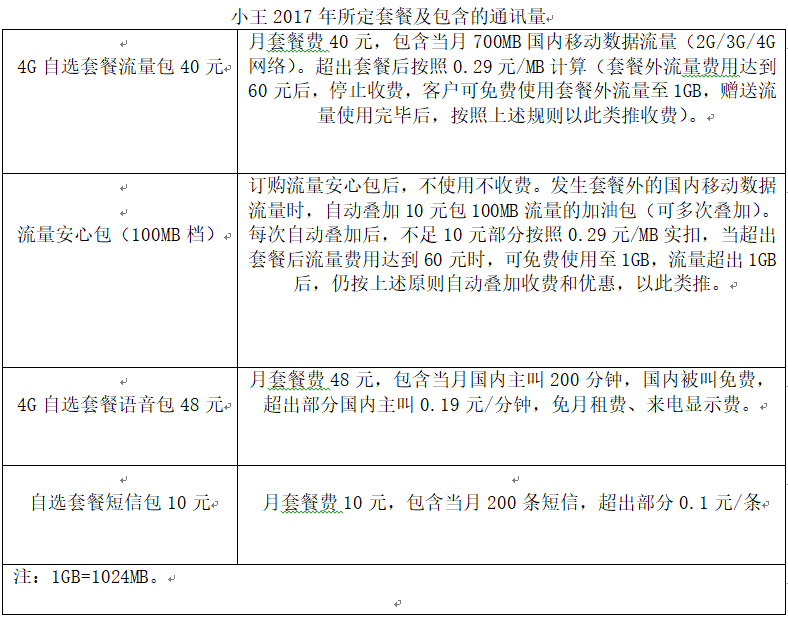 小王 2017 年所定套餐及包含的通讯量
4G 自选套餐流量包 40 元
月套餐费 40 元，包含当月 700MB 国内移动数据流量（2G/3G/4G
网络）。超出套餐后按照 0.29 元/MB 计算（套餐外流量费用达到
60 元后，停止收费，客户可免费使用套餐外流量至 1GB，赠送流
量使用完毕后，按照上述规则以此类推收费）。
流量安心包（100MB 档）
订购流量安心包后，不使用不收费。发生套餐外的国内移动数据
流量时，自动叠加 10 元包 100MB 流量的加油包（可多次叠加）。
每次自动叠加后，不足 10 元部分按照 0.29 元/MB 实扣，当超出
套餐后流量费用达到 60 元时，可免费使用至 1GB，流量超出 1GB
后，仍按上述原则自动叠加收费和优惠，以此类推。
4G 自选套餐语音包 48 元
月套餐费 48 元，包含当月国内主叫 200 分钟，国内被叫免费，
超出部分国内主叫 0.19 元/分钟，免月租费、来电显示费。
自选套餐短信包 10 元
月套餐费 10 元，包含当月 200 条短信，超出部分 0.1 元/条
注：1GB=1024MB。